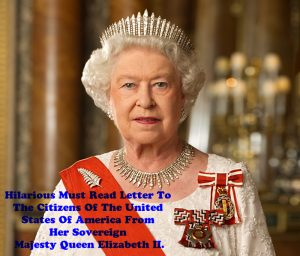 Hilarious Must Read Letter To
The Citizens Of The United
States Of America From
Her Sovereign
Majesty Queen Elizabeth II.